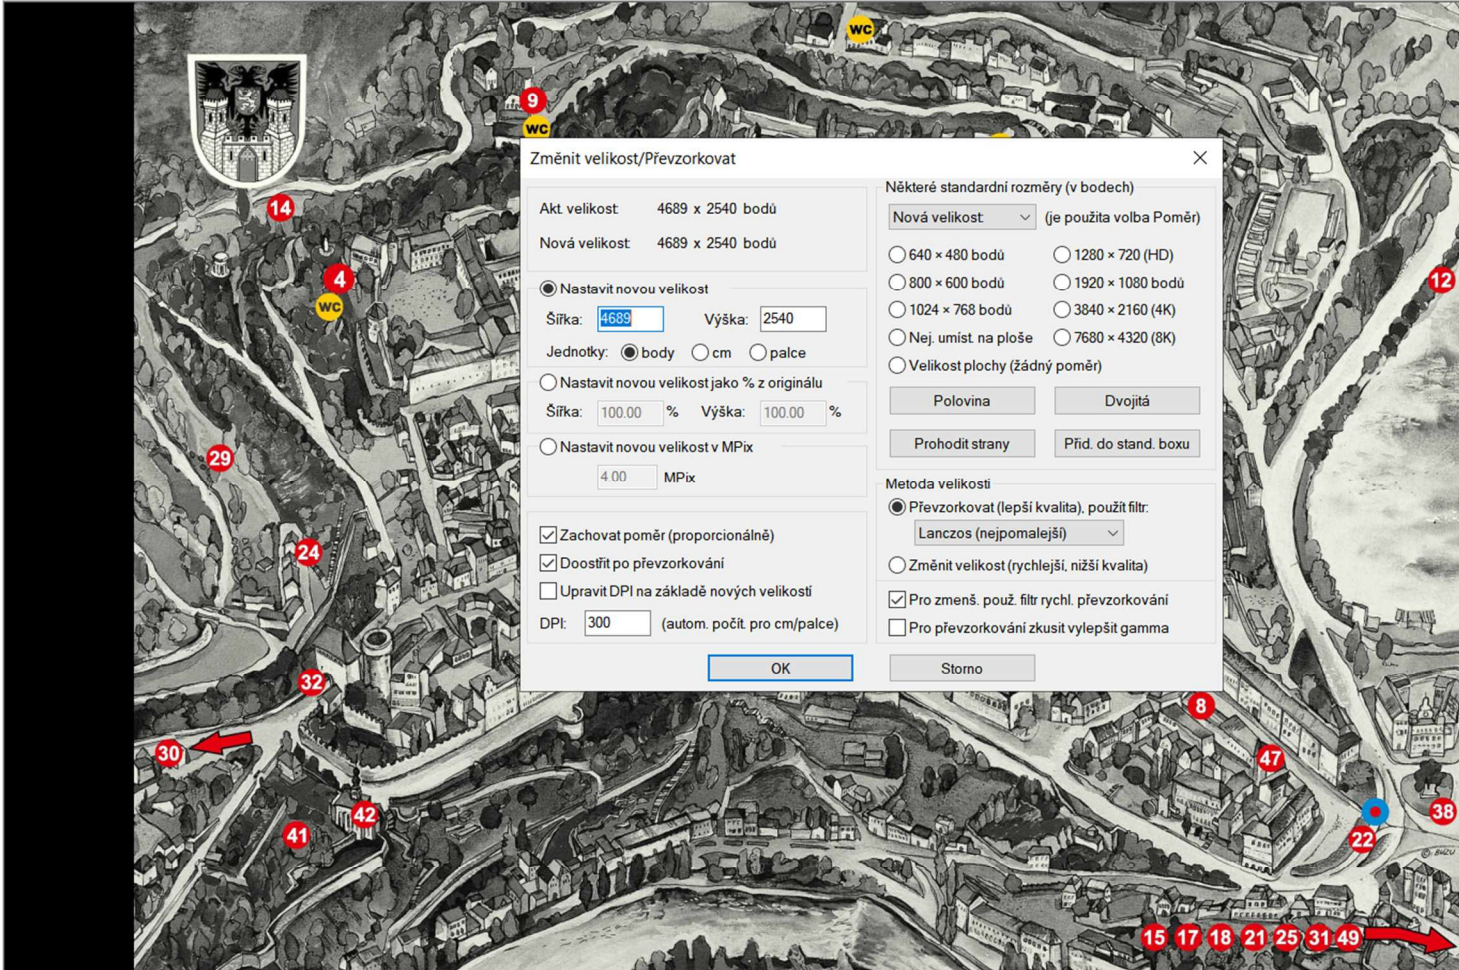 WC
9
WC
14
4
WC
12
29
24
32
30
42
41
8
47
38
22
© BUZU
15 17 18 21 25 31 49
Změnit velikost/Převzorkovat
Akt. velikost: 4689 x 2540 bodů
Nová velikost: 4689 x 2540 bodů
Nastavit novou velikost
Šířka: 4689 Výška: 2540
Jednotky: body cm palce
Nastavit novou velikost jako % z originálu
Šířka: 100.00 % Výška: 100.00 %
Nastavit novou velikost v MPix
4.00 MPix
Zachovat poměr (proporcionálně)
Doostřit po převzorkování
Upravit DPI na základě nových velikostí
DPI: 300 (autom. počít. pro cm/palce)
OK
Některé standardní rozměry (v bodech)
Nová velikost (je použita volba Poměr)
640 × 480 bodů 1280 × 720 (HD)
800 × 600 bodů 1920 × 1080 bodů
1024 × 768 bodů 3840 × 2160 (4K)
Nej. umíst. na ploše 7680 × 4320 (8K)
Velikost plochy (žádný poměr)
Polovina Dvojitá
Prohodit strany Přid. do stand. boxu
Metoda velikosti
Převzorkovat (lepší kvalita), použít filtr:
Lanczos (nejpomalejší)
Změnit velikost (rychlejší, nižší kvalita)
Pro zmenš. použ. filtr rychl. převzorkování
Pro převzorkování zkusit vylepšit gamma
Storno